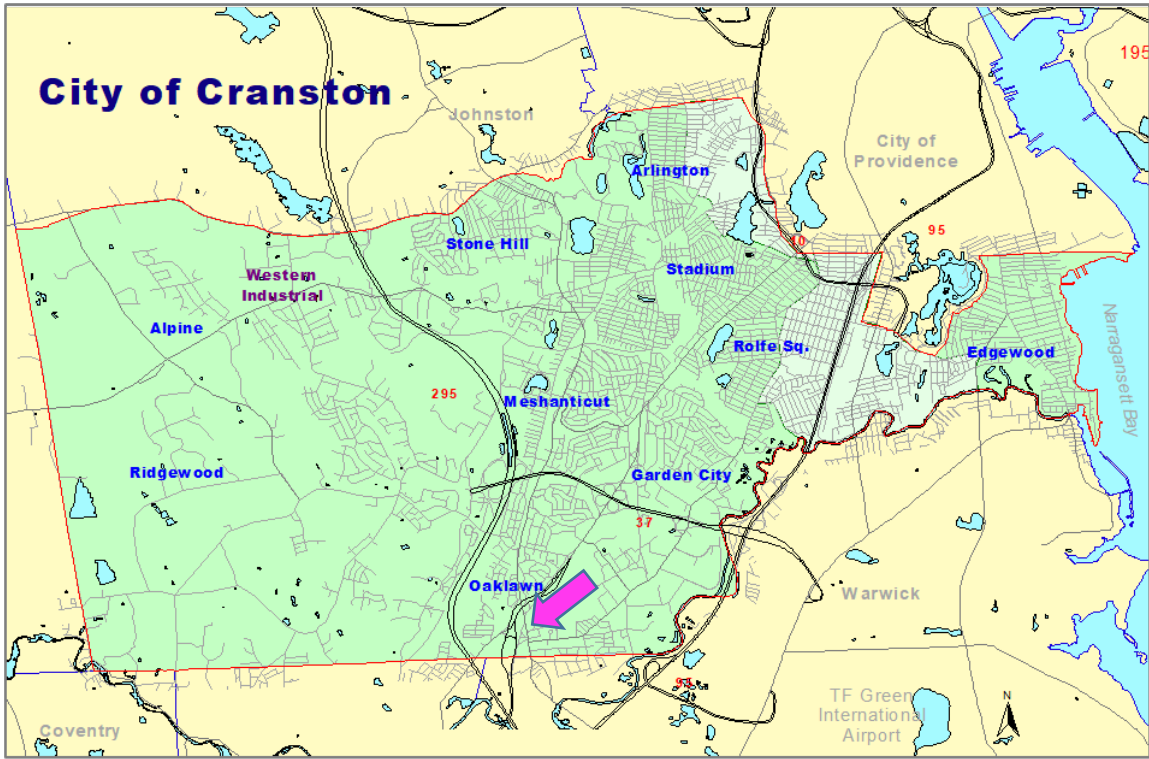 City of Cranston
195
Johnston
City of
Providence
Arlington
10
95
Stone Hill
Stadium
Western
Industrial
Alpine
Rolfe Sq.
Edgewood
Narragansett Bay
295
Meshanticut
Ridgewood
Garden City
37
Oaklawn
Warwick
95
TF Green
International
Airport
N
Coventry